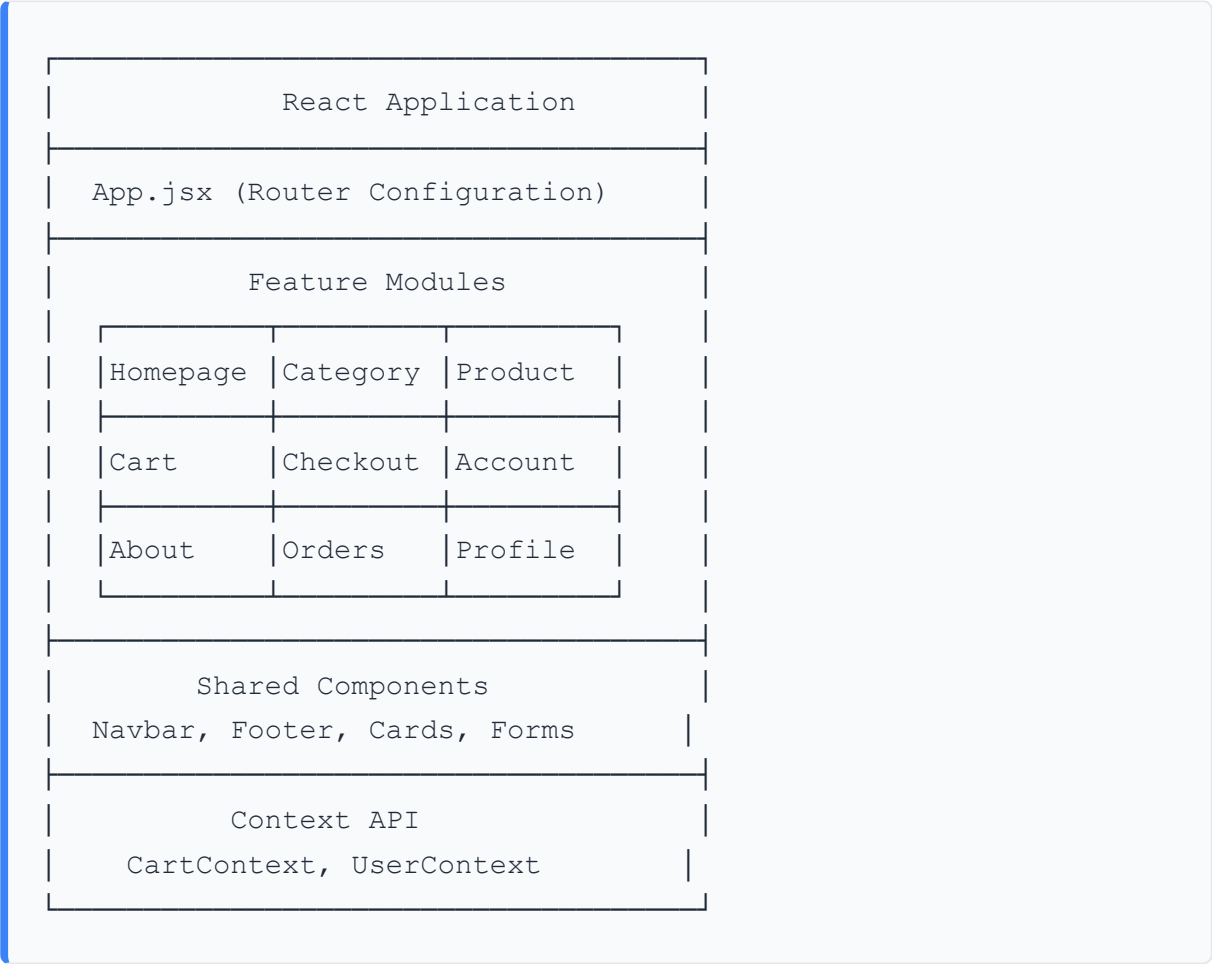 React Application
App.jsx (Router Configuration)
Feature Modules
Homepage Category Product
Cart Checkout Account
About Orders Profile
Shared Components
Navbar, Footer, Cards, Forms
Context API
CartContext, UserContext